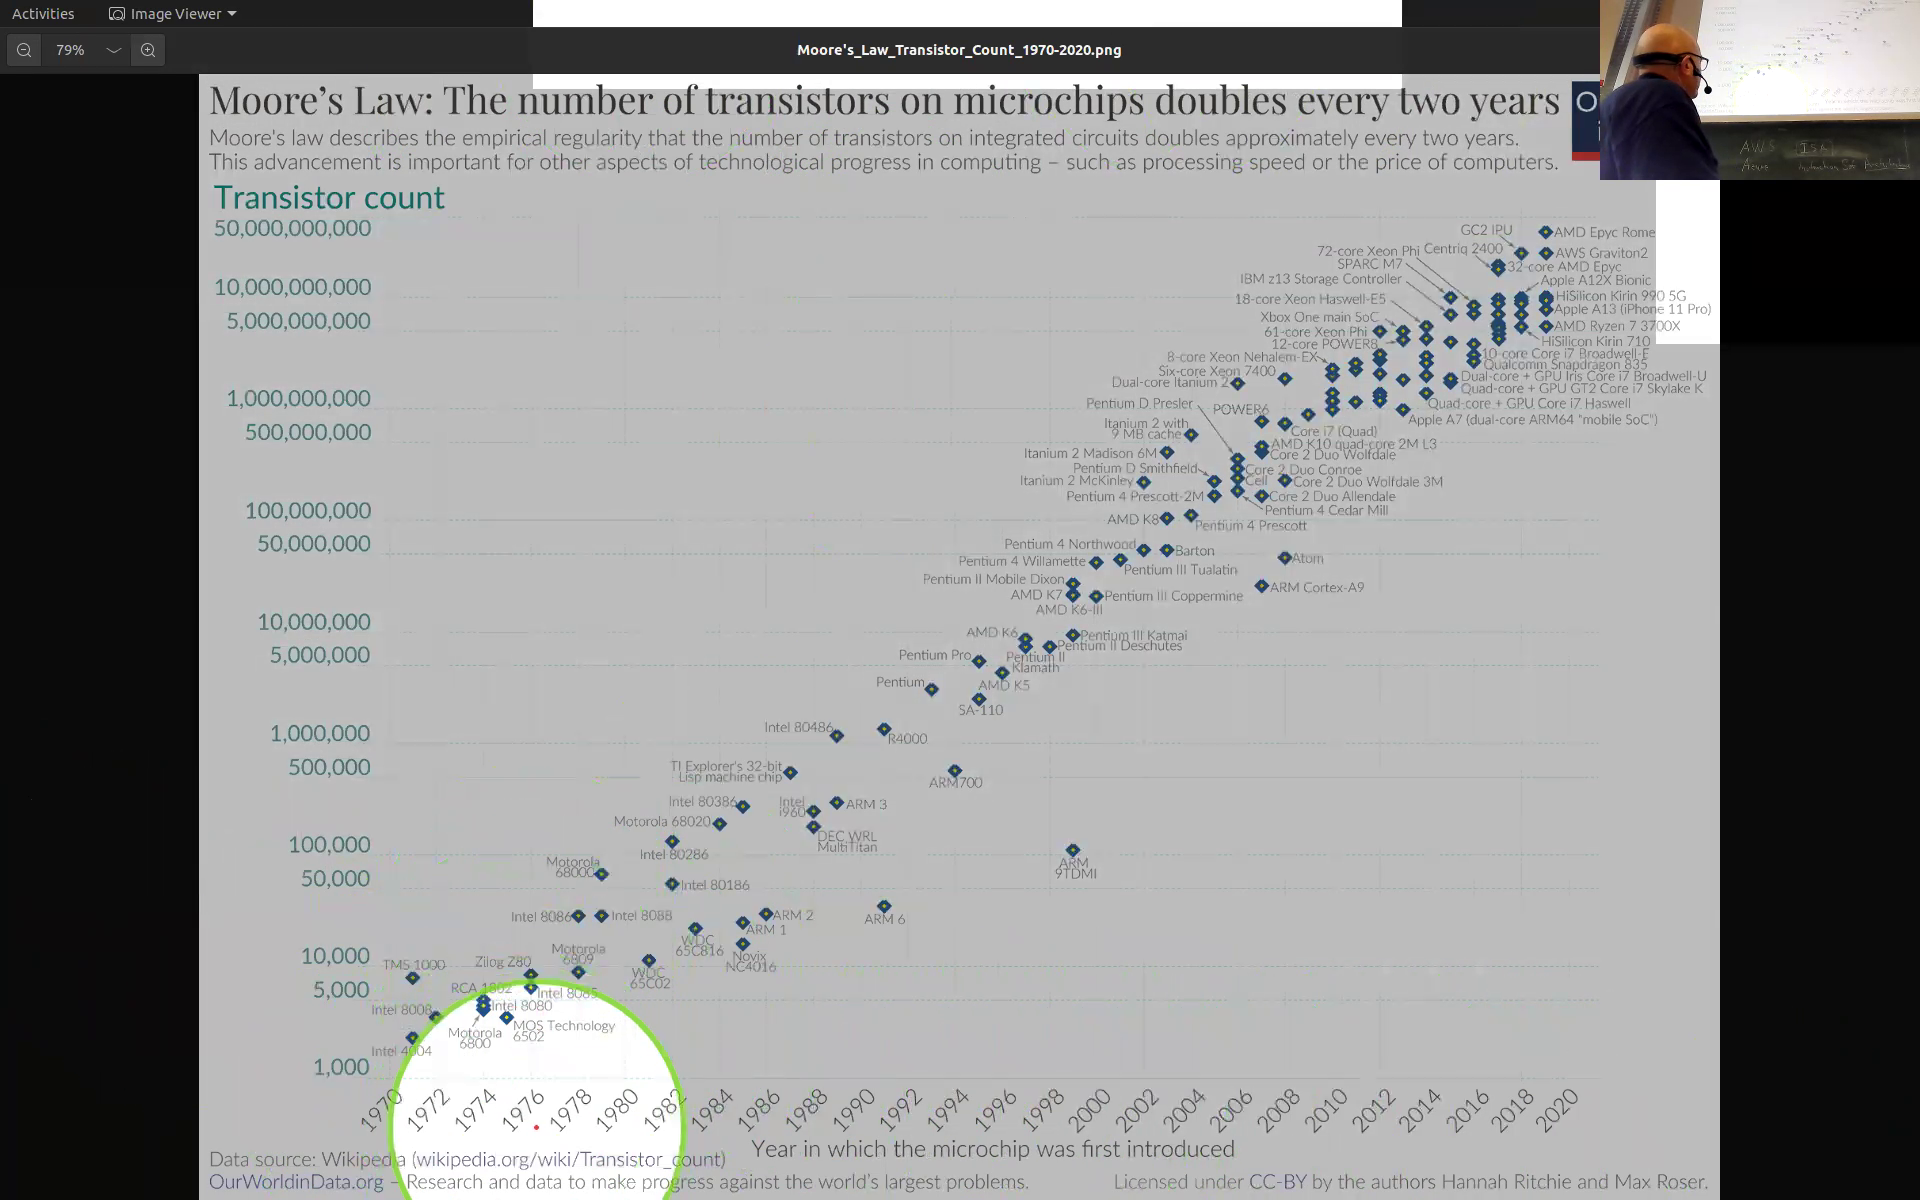 Activities
Image Viewer
79%
Moore's_Law_Transistor_Count_1970-2020.png
Moore's Law: The number of transistors on microchips doubles every two years
Moore's law describes the empirical regularity that the number of transistors on integrated circuits doubles approximately every two years.
This advancement is important for other aspects of technological progress in computing – such as processing speed or the price of computers.
AWS
ISA
Azure
Transistor count
50,000,000,000
10,000,000,000
5,000,000,000
1,000,000,000
500,000,000
100,000,000
50,000,000
10,000,000
5,000,000
1,000,000
500,000
100,000
50,000
10,000
5,000
1,000
GC2 IPU
AMD Epyc Rome
72-core Xeon Phi
Centriq 2400
AWS Graviton2
SPARC M7
32-core AMD Epyc
IBM z13 Storage Controller
Apple A12X Bionic
18-core Xeon Haswell-E5
HiSilicon Kirin 990 5G
Apple A13 (iPhone 11 Pro)
Xbox One main SoC
61-core Xeon Phi
AMD Ryzen 7 3700X
12-core POWER8
HiSilicon Kirin 710
8-core Xeon Nehalem-EX
10-core Core i7 Broadwell-E
Six-core Xeon 7400
Qualcomm Snapdragon 835
Dual-core Itanium 2
Dual-core + GPU Iris Core i7 Broadwell-U
Quad-core + GPU GT2 Core i7 Skylake K
Pentium D Presler
POWER6
Quad-core + GPU Core i7 Haswell
Apple A7 (dual-core ARM64 "mobile SoC")
Itanium 2 with
9 MB cache
Core i7 (Quad)
AMD K10 quad-core 2M L3
Itanium 2 Madison 6M
Core 2 Duo Wolfdale
Pentium D Smithfield
Core 2 Duo Conroe
Itanium 2 McKinley
Cell
Core 2 Duo Wolfdale 3M
Pentium 4 Prescott-2M
Core 2 Duo Allendale
Pentium 4 Cedar Mill
AMD K8
Pentium 4 Prescott
Pentium 4 Northwood
Barton
Atom
Pentium 4 Willamette
Pentium III Tualatin
Pentium II Mobile Dixon
ARM Cortex-A9
AMD K7
Pentium III Coppermine
AMD K6-III
AMD K6
Pentium III Katmai
Pentium II Deschutes
Pentium Pro
Pentium II
Klamath
Pentium
AMD K5
SA-110
Intel 80486
R4000
TI Explorer's 32-bit
Lisp machine chip
ARM700
Intel 80386
Intel
i960
ARM 3
Motorola 68020
DEC WRL
MultiTitan
Intel 80286
Motorola
68000
ARM
9TDMI
Intel 80186
Intel 8086
Intel 8088
ARM 2
ARM 6
ARM 1
WDC
65C816
Motorola
6809
Novix
NC4016
TMS 1000
Zilog Z80
WDC
65C02
RCA 1802
Intel 8085
Intel 8008
Intel 8080
MOS Technology
6502
Motorola
6800
Intel 4004
1970
1972
1974
1976
1978
1980
1982
1984
1986
1988
1990
1992
1994
1996
1998
2000
2002
2004
2006
2008
2010
2012
2014
2016
2018
2020
Year in which the microchip was first introduced
Data source: Wikipedia (wikipedia.org/wiki/Transistor_count)
OurWorldinData.org – Research and data to make progress against the world's largest problems.
Licensed under CC-BY by the authors Hannah Ritchie and Max Roser.